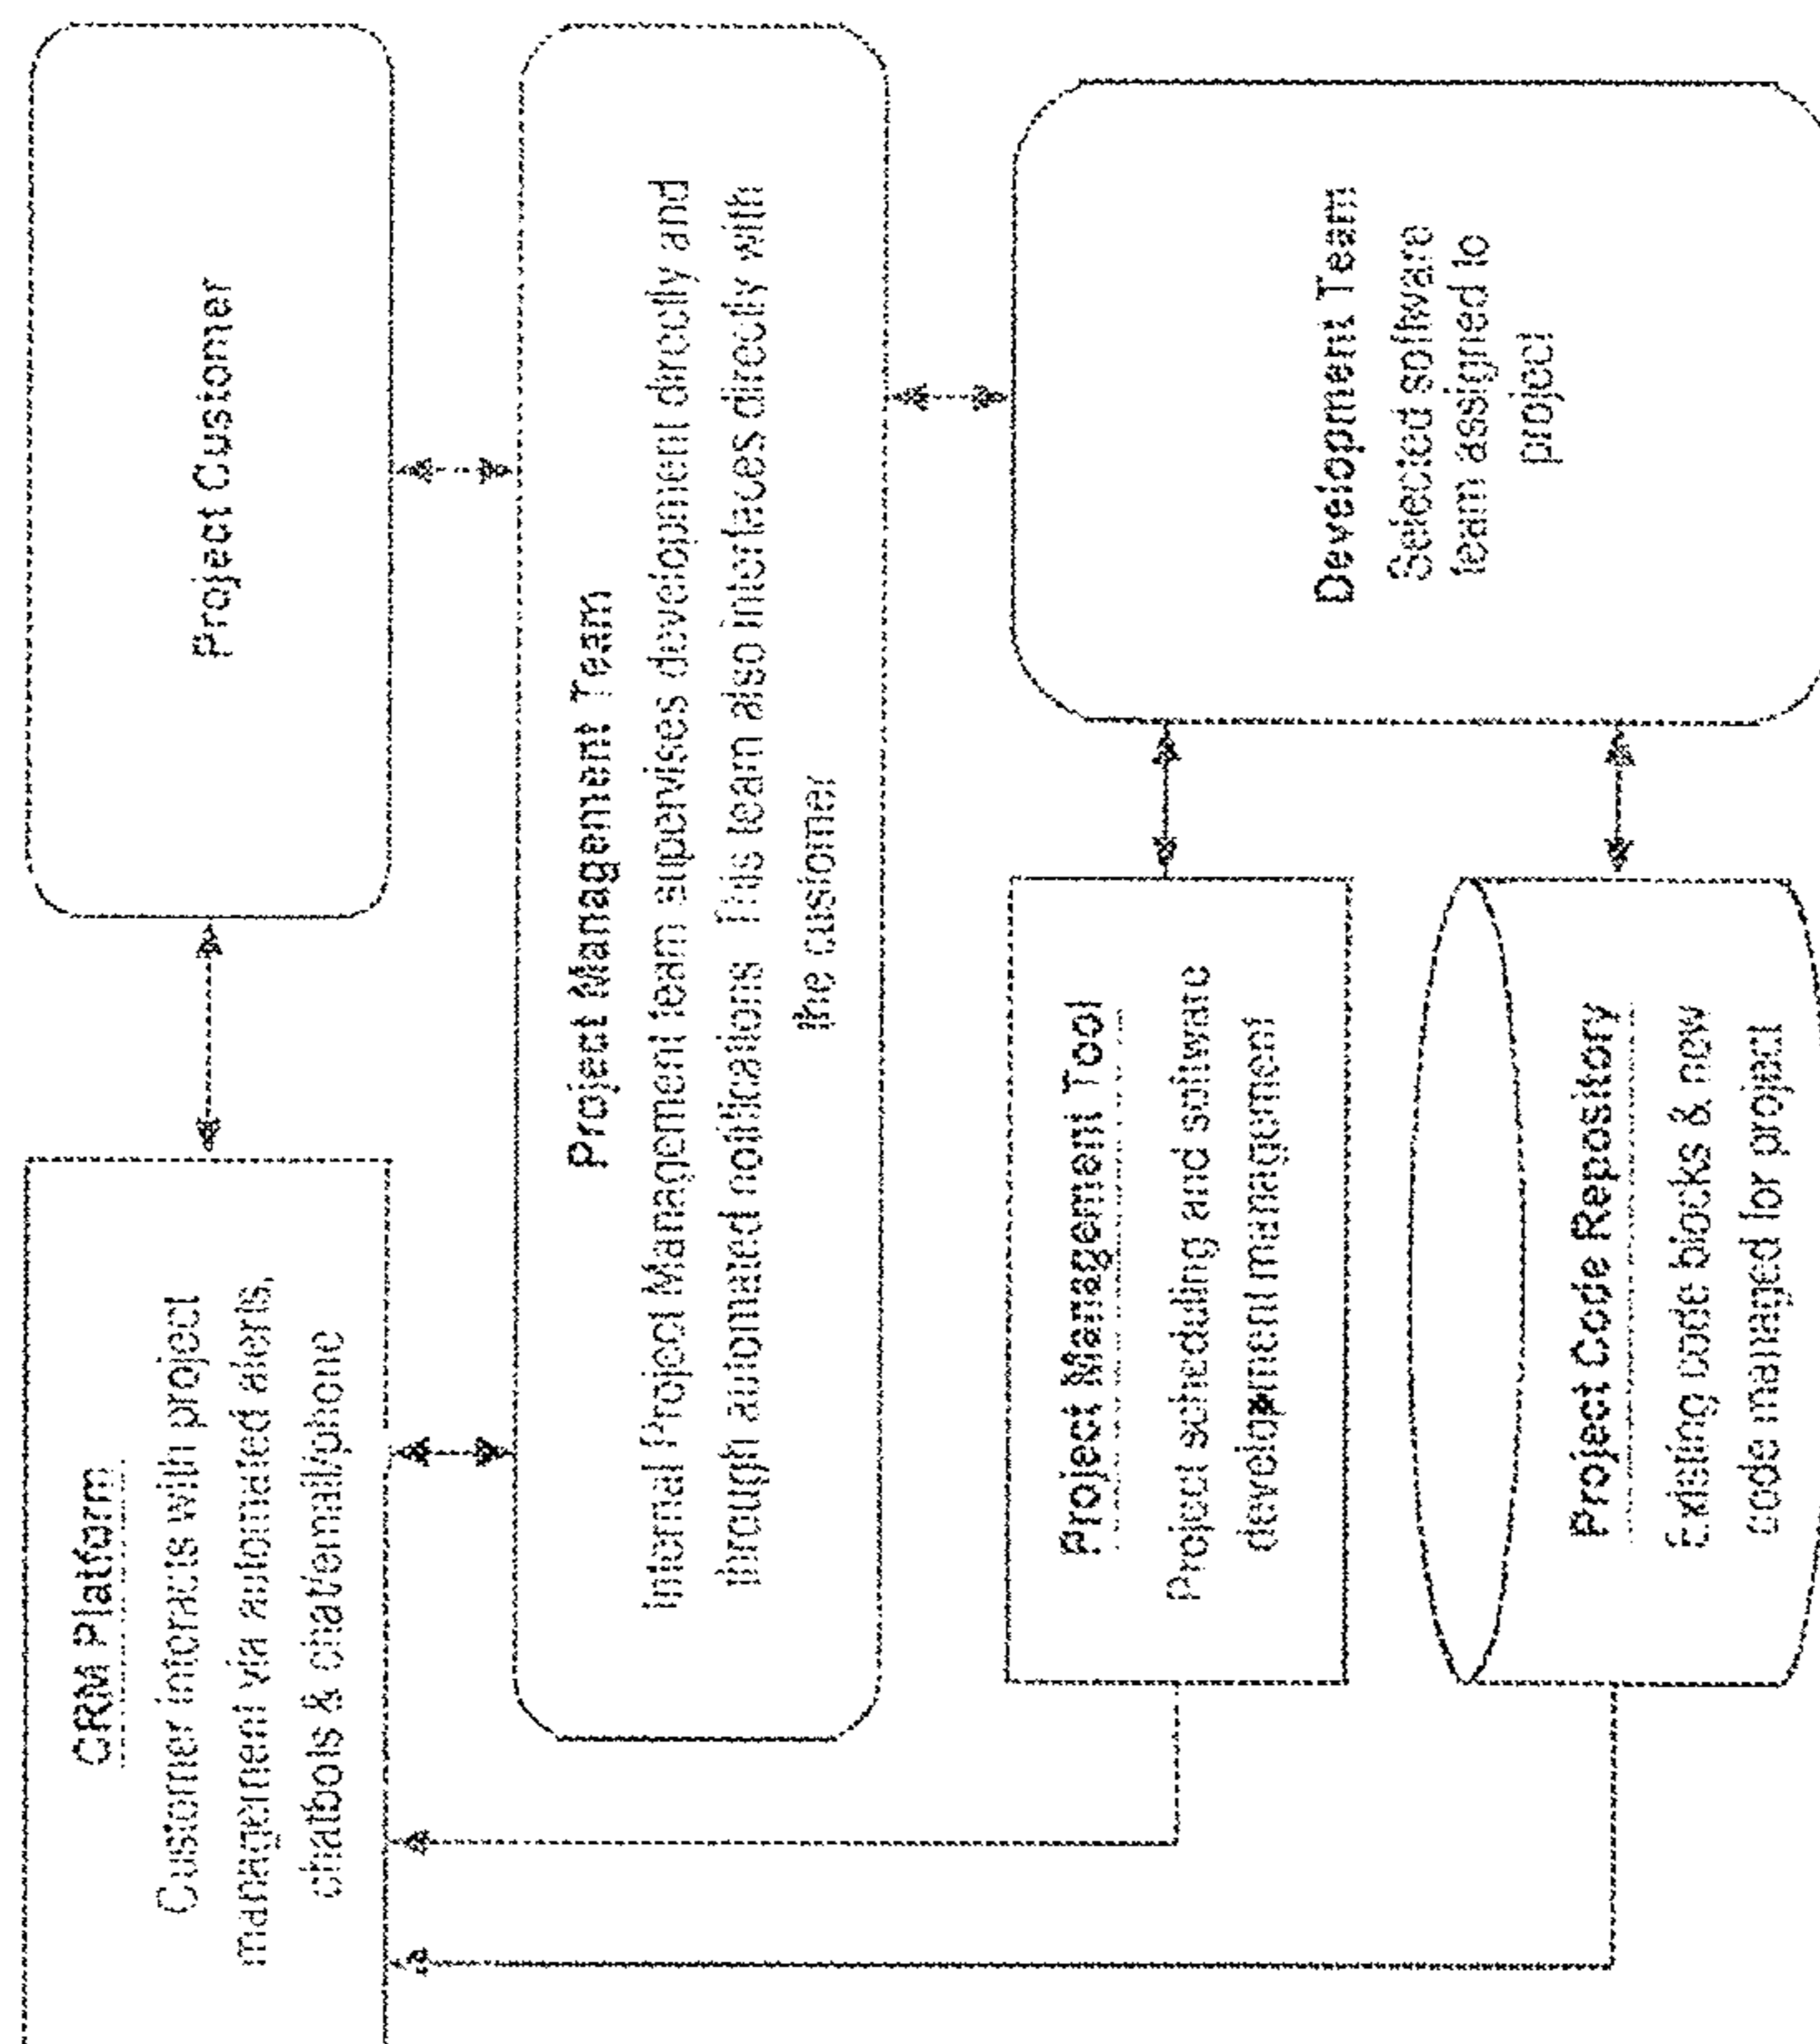 CRM Platform
Customer interacts with project
management via automated alerts,
chatbots & chat/email/phone
Project Customer
Project Management Team
Internal Project Management team supervises development directly and
through automated notifications This team also interfaces directly with
the customer
Project Management Tool
Project scheduling and software
development management
Development Team
Selected software
team assigned to
project
Project Code Repository
Existing code blocks & new
code managed for project